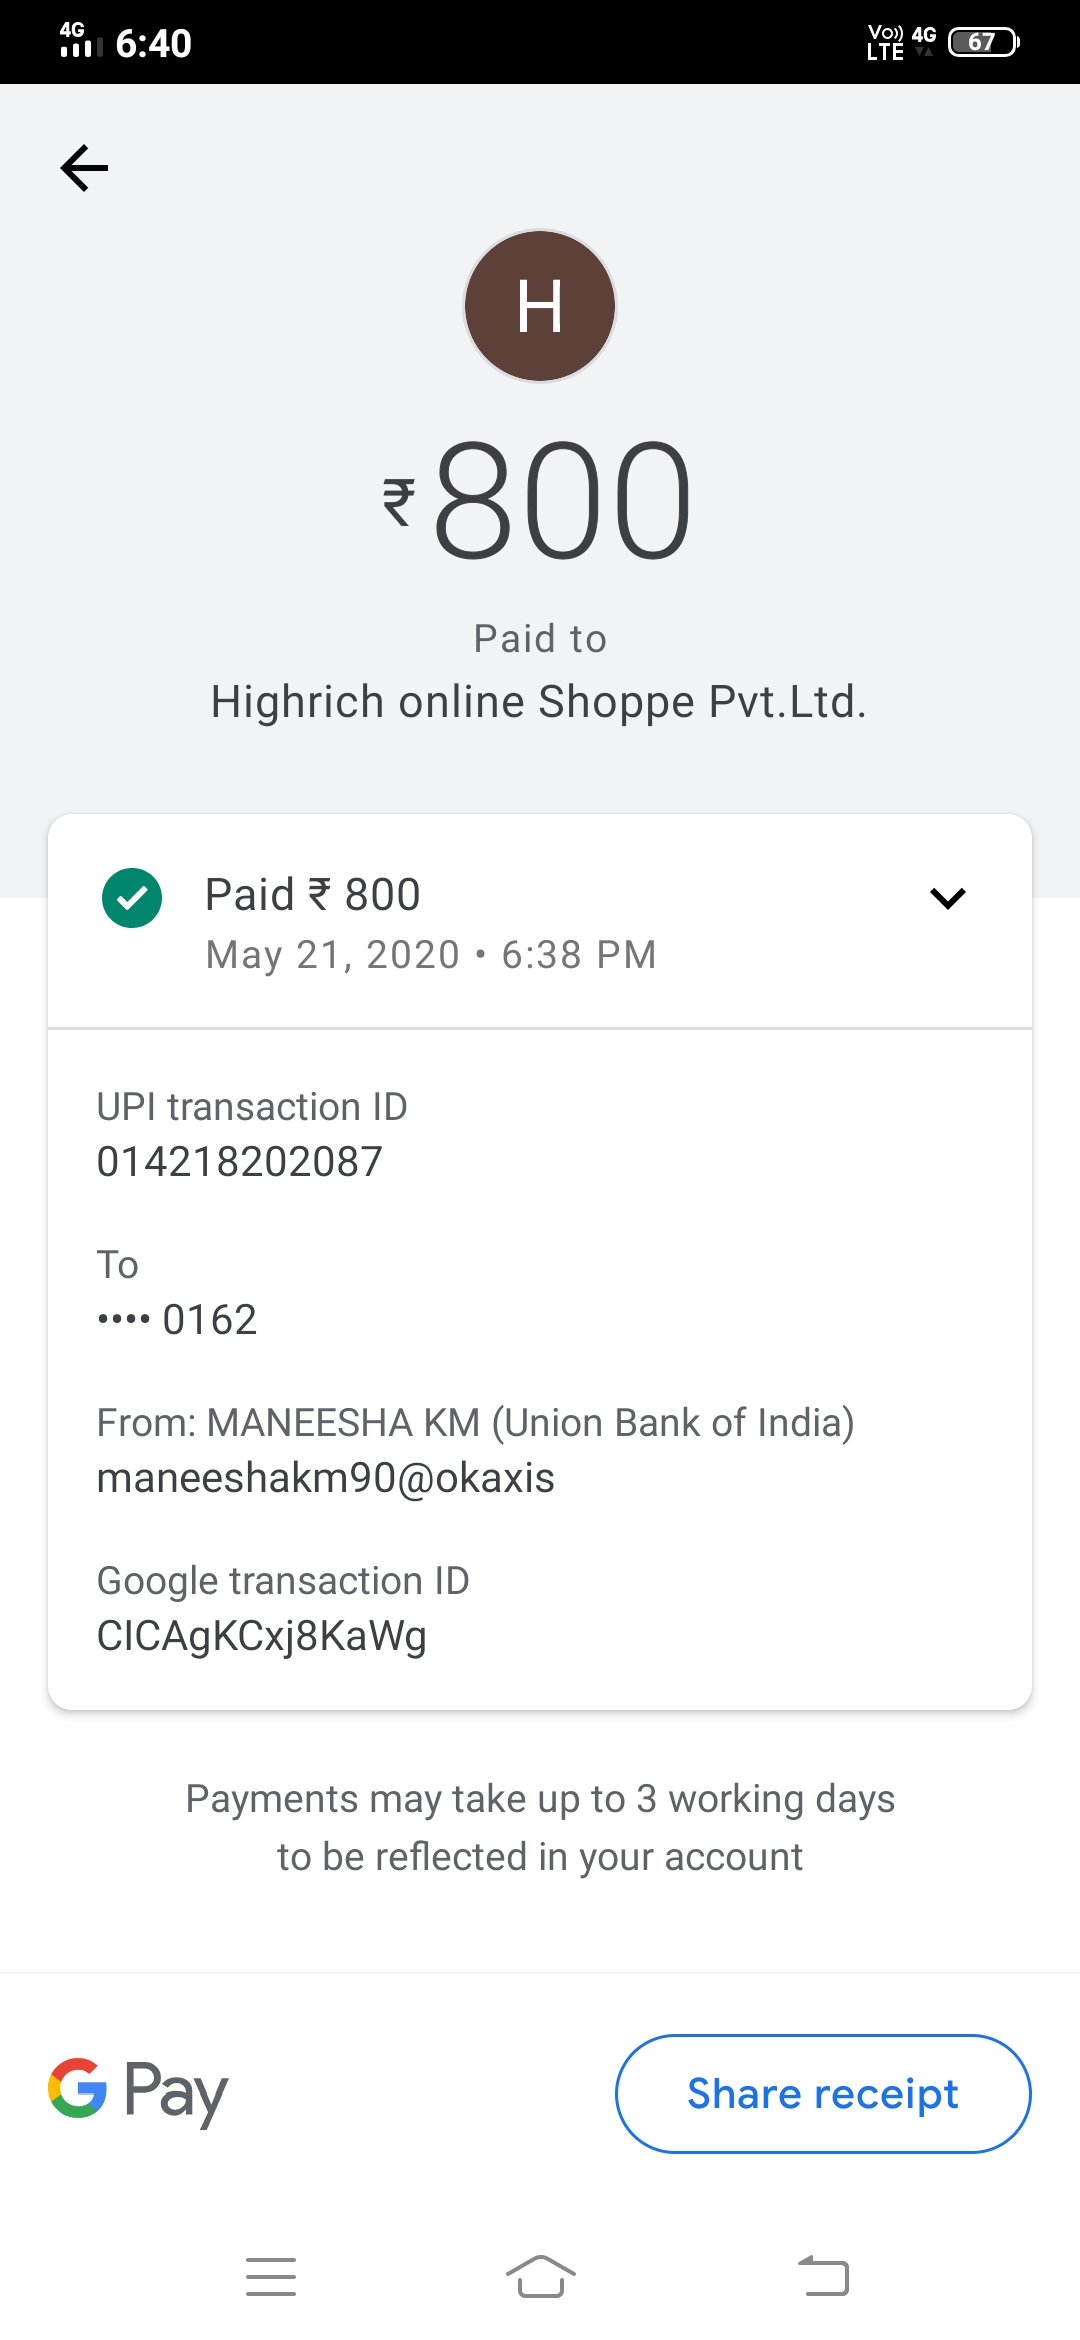 4G 6:40 Vo)) LTE 4G 67
H
₹800
Paid to
Highrich online Shoppe Pvt.Ltd.
Paid ₹ 800
May 21, 2020 • 6:38 PM
UPI transaction ID
014218202087
To
•••• 0162
From: MANEESHA KM (Union Bank of India)
maneeshakm90@okaxis
Google transaction ID
CICAgKCxj8KaWg
Payments may take up to 3 working days
to be reflected in your account
G Pay
Share receipt